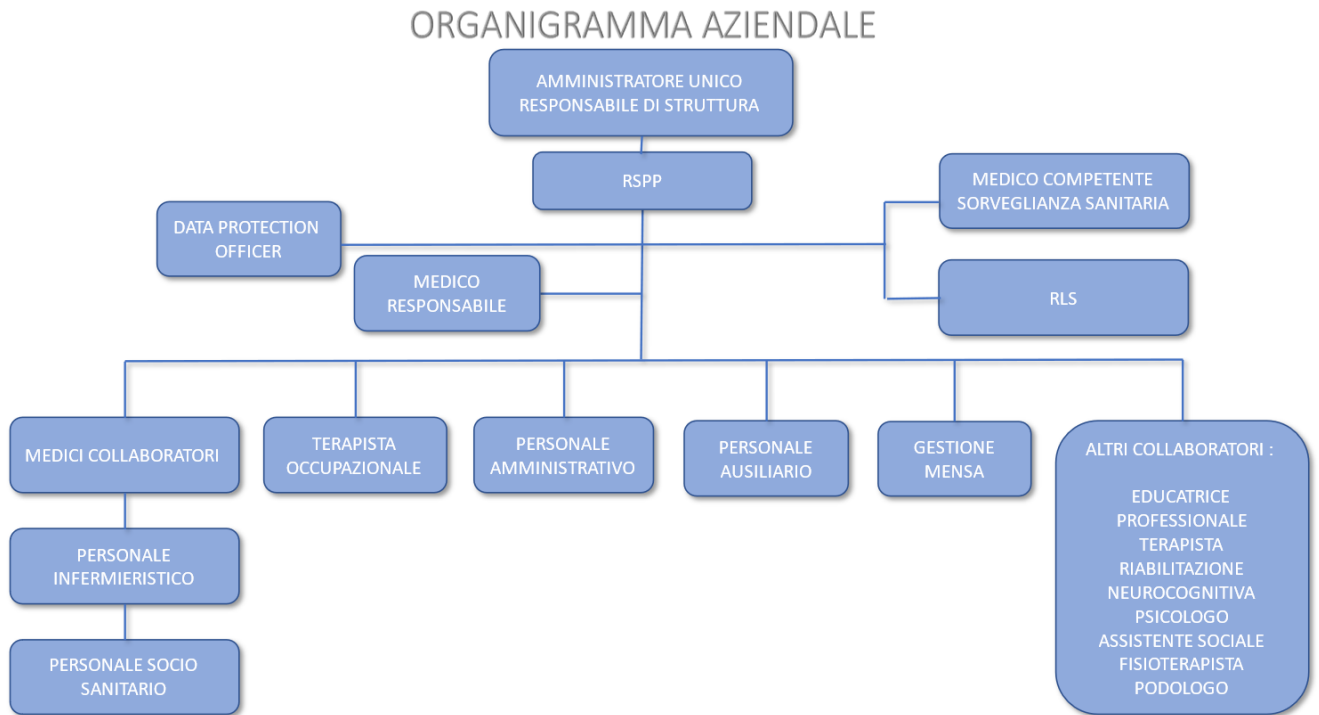 ORGANIGRAMMA AZIENDALE
AMMINISTRATORE UNICO
RESPONSABILE DI STRUTTURA
RSPP
MEDICO COMPETENTE
SORVEGLIANZA SANITARIA
DATA PROTECTION
OFFICER
MEDICO
RESPONSABILE
RLS
MEDICI COLLABORATORI
TERAPISTA
OCCUPAZIONALE
PERSONALE
AMMINISTRATIVO
PERSONALE
AUSILIARIO
GESTIONE
MENSA
ALTRI COLLABORATORI :
EDUCATRICE
PROFESSIONALE
TERAPISTA
RIABILITAZIONE
NEUROCOGNITIVA
PSICOLOGO
ASSISTENTE SOCIALE
FISIOTERAPISTA
PODOLOGO
PERSONALE
INFERMIERISTICO
PERSONALE SOCIO
SANITARIO